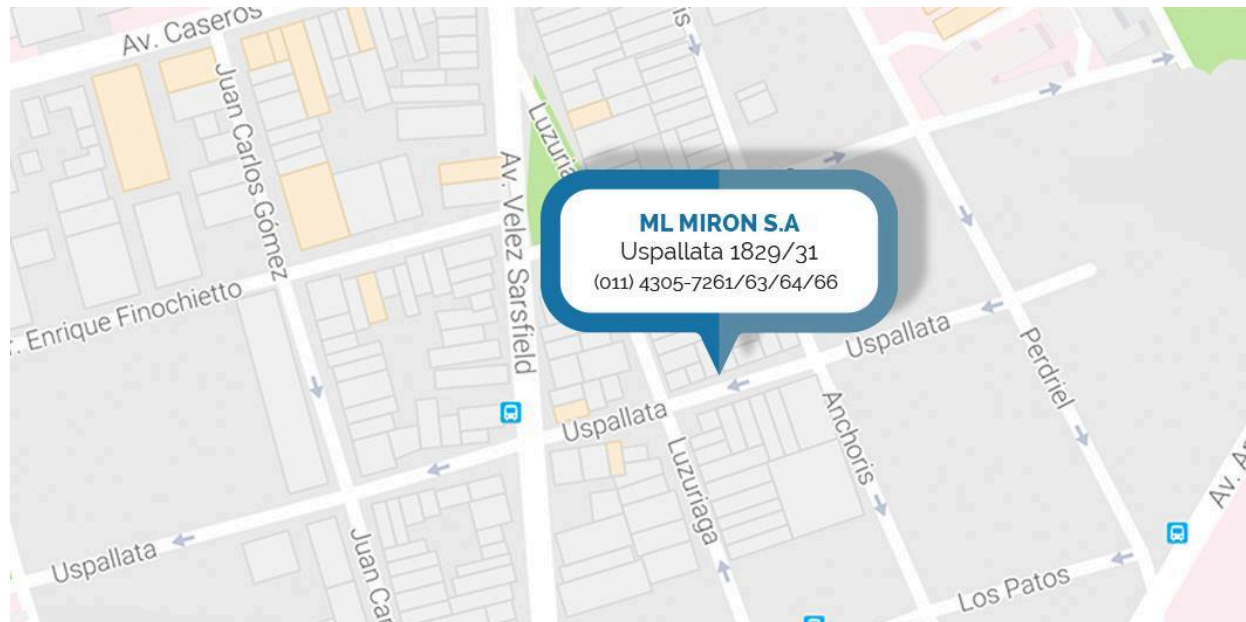 Av. Caseros
Juan Carlos Gómez
Av. Velez Sarsfield
ML MIRON S.A
Uspallata 1829/31
(011) 4305-7261/63/64/66
Enrique Finochietto
Uspallata
Perdriel
Uspallata
Anchoris
Luzuriaga
Av.
Uspallata
Los Patos